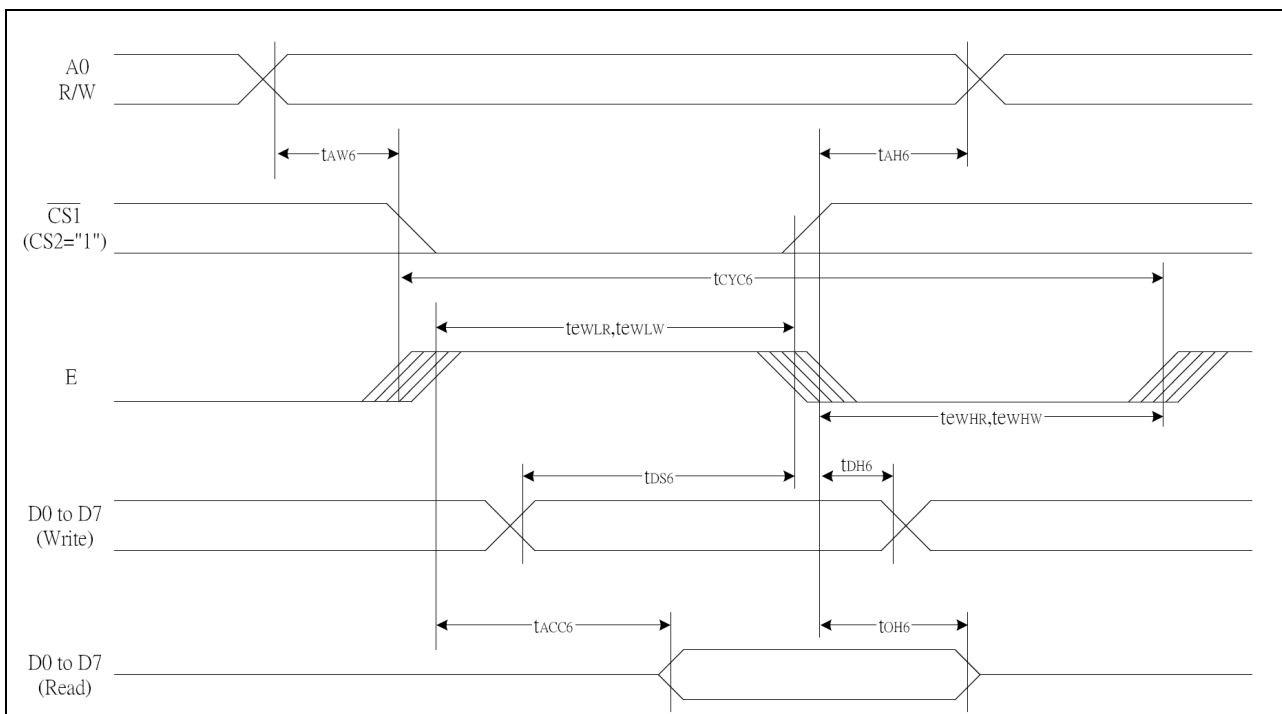 A0
R/W
tAW6
tAH6
CS1
(CS2="1")
tCYC6
tEWLR,tEWLW
E
tEWHR,tEWHW
tDS6
tDH6
D0 to D7
(Write)
tACC6
tOH6
D0 to D7
(Read)